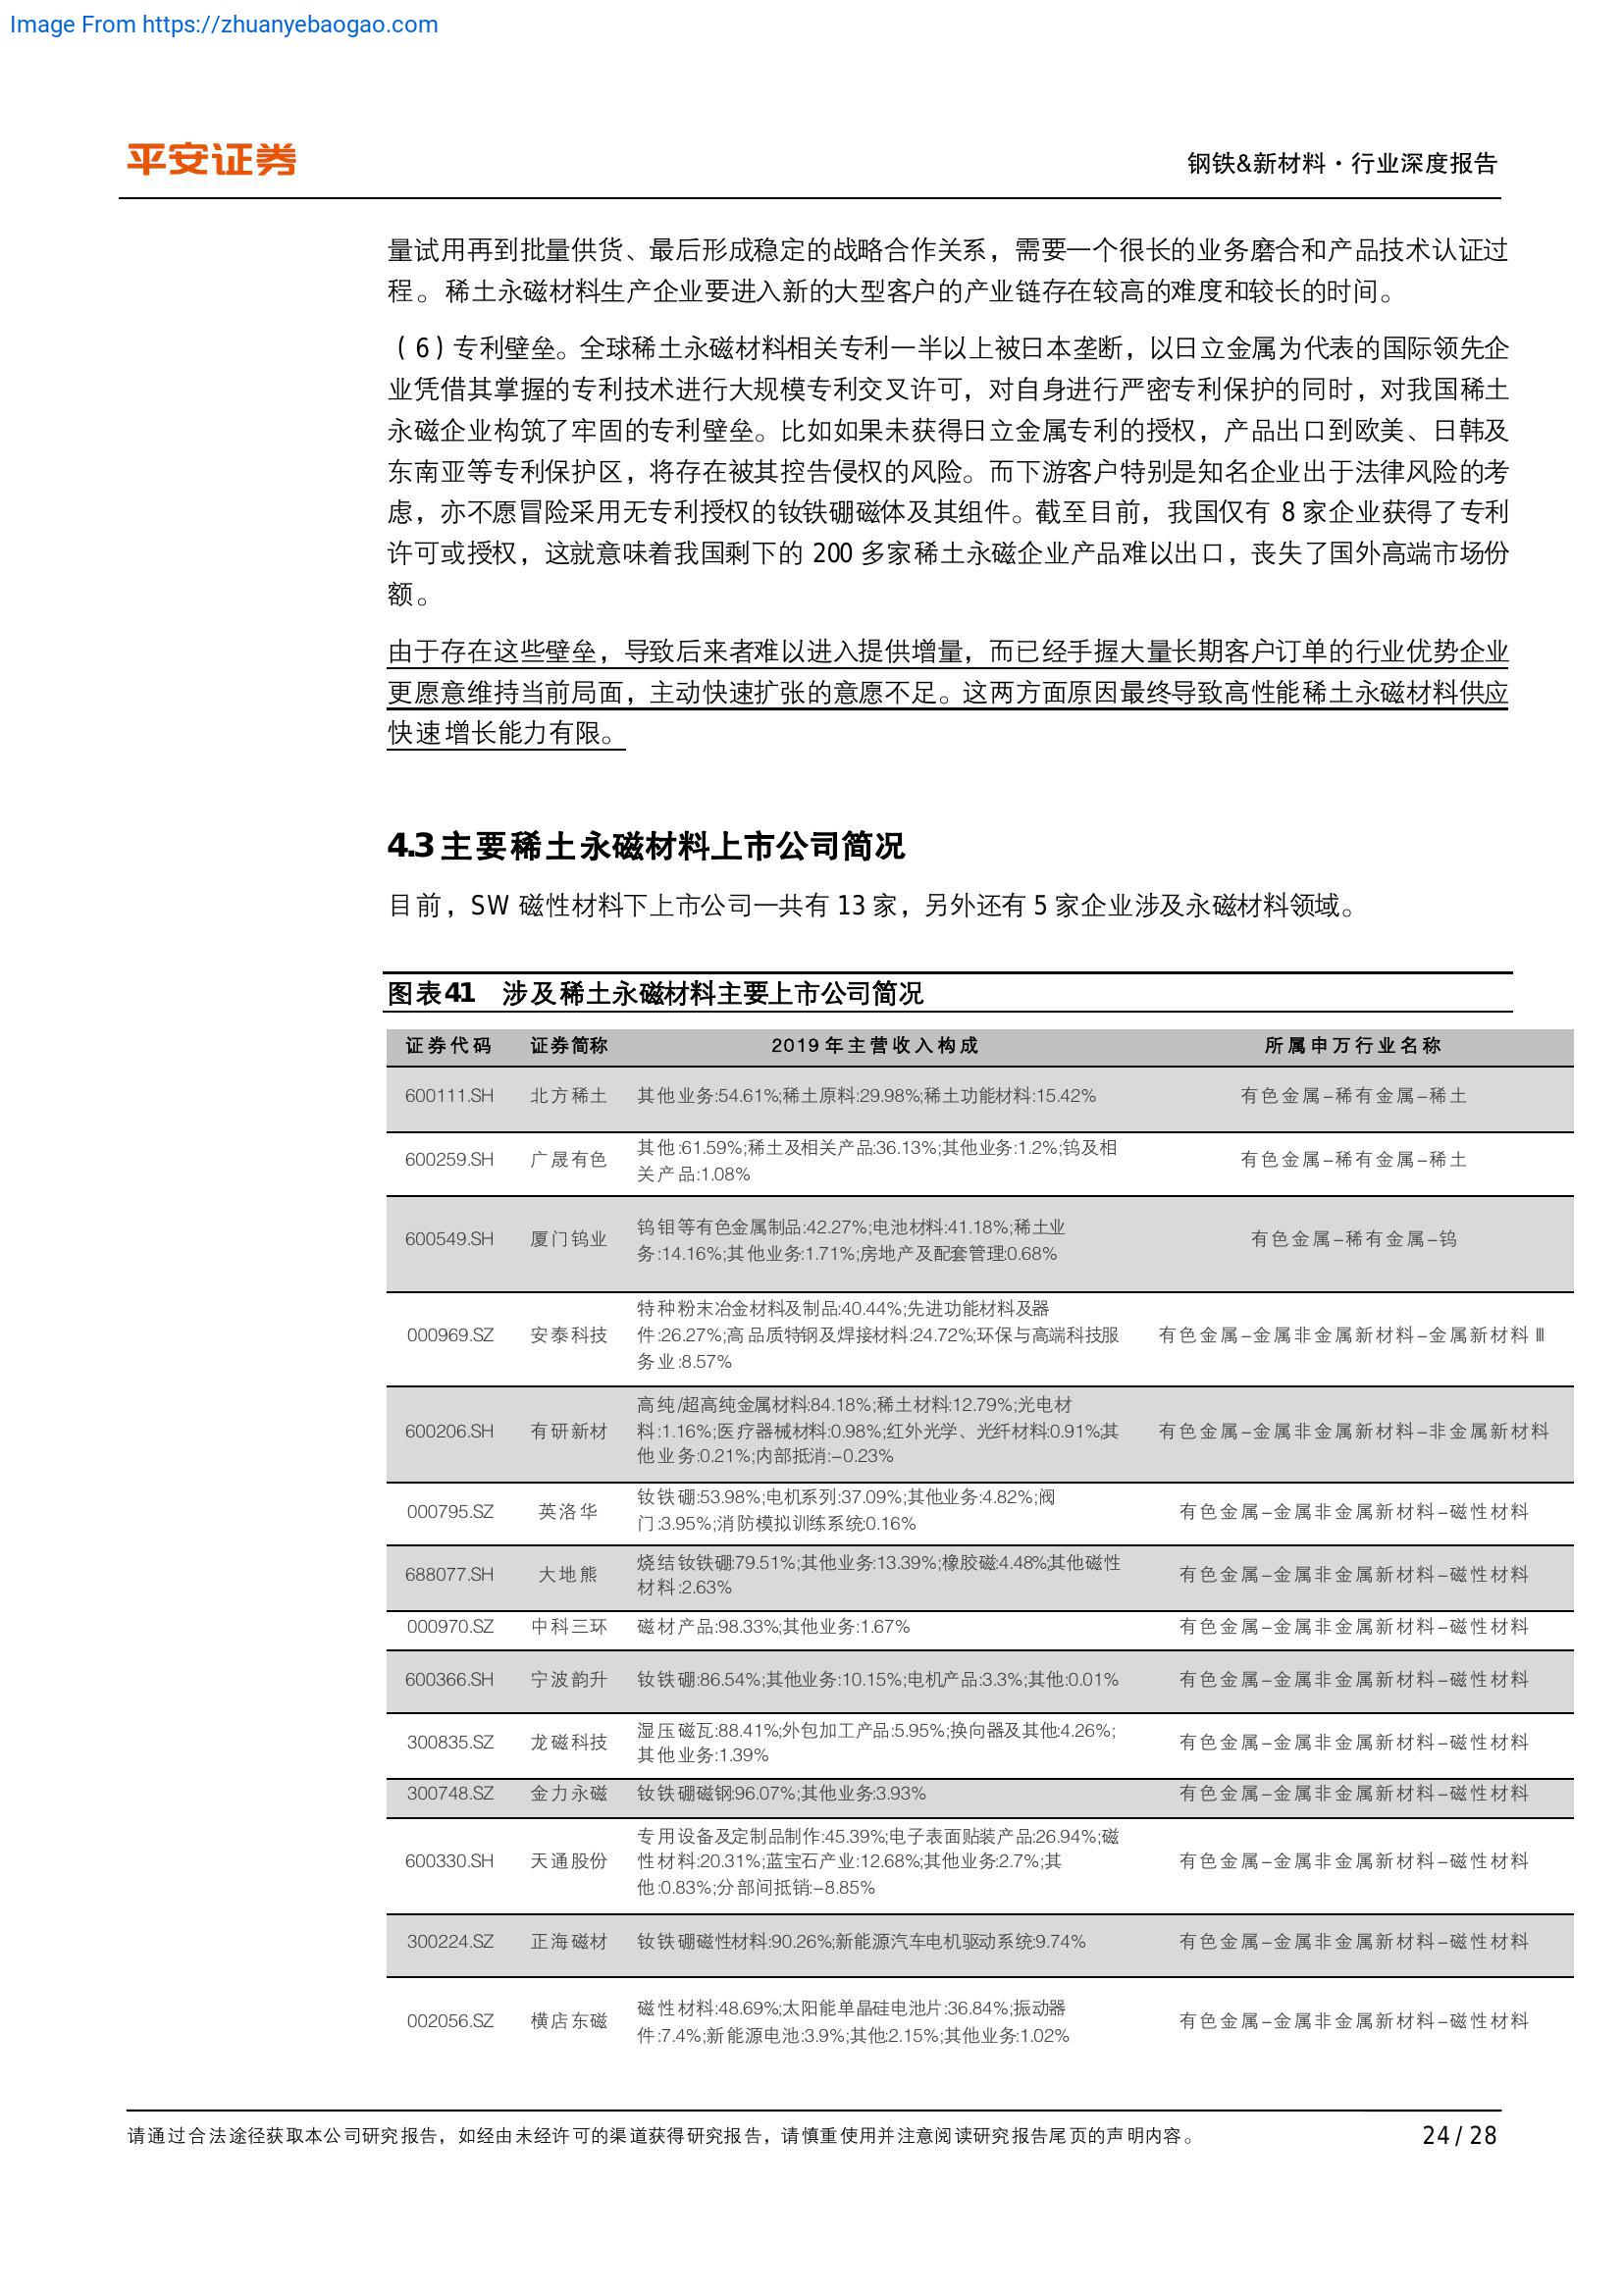 Image From https://zhuanyebaogao.com
平安证券
钢铁&新材料·行业深度报告
量试用再到批量供货、最后形成稳定的战略合作关系，需要一个很长的业务磨合和产品技术认证过
程。稀土永磁材料生产企业要进入新的大型客户的产业链存在较高的难度和较长的时间。
（6）专利壁垒。全球稀土永磁材料相关专利一半以上被日本垄断，以日立金属为代表的国际领先企
业凭借其掌握的专利技术进行大规模专利交叉许可，对自身进行严密专利保护的同时，对我国稀土
永磁企业构筑了牢固的专利壁垒。比如如果未获得日立金属专利的授权，产品出口到欧美、日韩及
东南亚等专利保护区，将存在被其控告侵权的风险。而下游客户特别是知名企业出于法律风险的考
虑，亦不愿冒险采用无专利授权的钕铁硼磁体及其组件。截至目前，我国仅有 8 家企业获得了专利
许可或授权，这就意味着我国剩下的 200 多家稀土永磁企业产品难以出口，丧失了国外高端市场份
额。
由于存在这些壁垒，导致后来者难以进入提供增量，而已经手握大量长期客户订单的行业优势企业
更愿意维持当前局面，主动快速扩张的意愿不足。这两方面原因最终导致高性能稀土永磁材料供应
快速增长能力有限。
4.3 主要稀土永磁材料上市公司简况
目前，SW 磁性材料下上市公司一共有 13 家，另外还有 5 家企业涉及永磁材料领域。
图表41 涉及稀土永磁材料主要上市公司简况
证券代码 证券简称 2019 年主营收入构成 所属申万行业名称
600111.SH 北方稀土 其他业务:54.61%;稀土原料:29.98%;稀土功能材料:15.42% 有色金属-稀有金属-稀土
600259.SH 广晟有色 其他:61.59%;稀土及相关产品:36.13%;其他业务:1.2%;钨及相 有色金属-稀有金属-稀土
关产品:1.08%
600549.SH 厦门钨业 钨钼等有色金属制品:42.27%;电池材料:41.18%;稀土业 有色金属-稀有金属-钨
务:14.16%;其他业务:1.71%;房地产及配套管理:0.68%
特种粉末冶金材料及制品:40.44%;先进功能材料及器
000969.SZ 安泰科技 件:26.27%;高品质特钢及焊接材料:24.72%;环保与高端科技服 有色金属-金属非金属新材料-金属新材料Ⅲ
务业:8.57%
高纯/超高纯金属材料:84.18%;稀土材料:12.79%;光电材
600206.SH 有研新材 料:1.16%;医疗器械材料:0.98%;红外光学、光纤材料:0.91%;其 有色金属-金属非金属新材料-非金属新材料
他业务:0.21%;内部抵消:-0.23%
000795.SZ 英洛华 钕铁硼:53.98%;电机系列:37.09%;其他业务:4.82%;阀 有色金属-金属非金属新材料-磁性材料
门:3.95%;消防模拟训练系统:0.16%
688077.SH 大地熊 烧结钕铁硼:79.51%;其他业务:13.39%;橡胶磁:4.48%;其他磁性 有色金属-金属非金属新材料-磁性材料
材料:2.63%
000970.SZ 中科三环 磁材产品:98.33%;其他业务:1.67% 有色金属-金属非金属新材料-磁性材料
600366.SH 宁波韵升 钕铁硼:86.54%;其他业务:10.15%;电机产品:3.3%;其他:0.01% 有色金属-金属非金属新材料-磁性材料
300835.SZ 龙磁科技 湿压磁瓦:88.41%;外包加工产品:5.95%;换向器及其他:4.26%; 有色金属-金属非金属新材料-磁性材料
其他业务:1.39%
300748.SZ 金力永磁 钕铁硼磁钢:96.07%;其他业务:3.93% 有色金属-金属非金属新材料-磁性材料
专用设备及定制品制作:45.39%;电子表面贴装产品:26.94%;磁
600330.SH 天通股份 性材料:20.31%;蓝宝石产业:12.68%;其他业务:2.7%;其 有色金属-金属非金属新材料-磁性材料
他:0.83%;分部间抵销:-8.85%
300224.SZ 正海磁材 钕铁硼磁性材料:90.26%;新能源汽车电机驱动系统:9.74% 有色金属-金属非金属新材料-磁性材料
002056.SZ 横店东磁 磁性材料:48.69%;太阳能单晶硅电池片:36.84%;振动器 有色金属-金属非金属新材料-磁性材料
件:7.4%;新能源电池:3.9%;其他:2.15%;其他业务:1.02%
请通过合法途径获取本公司研究报告，如经由未经许可的渠道获得研究报告，请慎重使用并注意阅读研究报告尾页的声明内容。
24 / 28